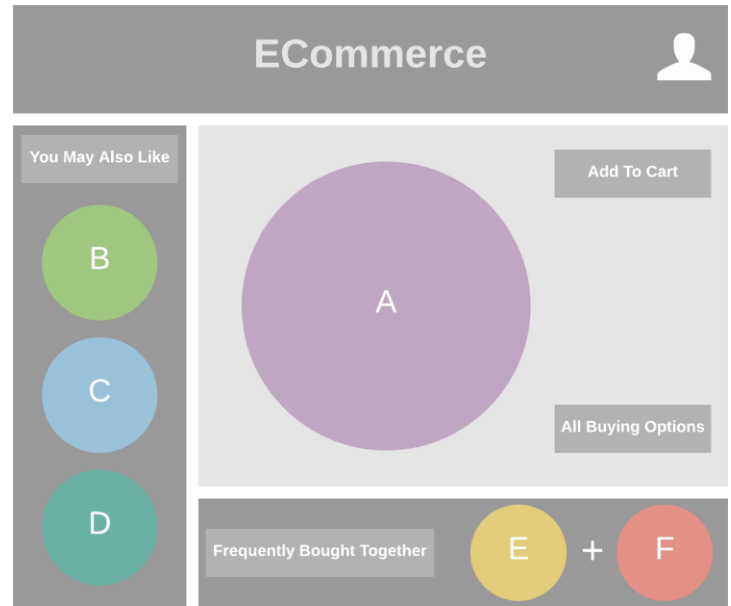 ECommerce
You May Also Like
B
C
D
A
Add To Cart
All Buying Options
Frequently Bought Together
E + F